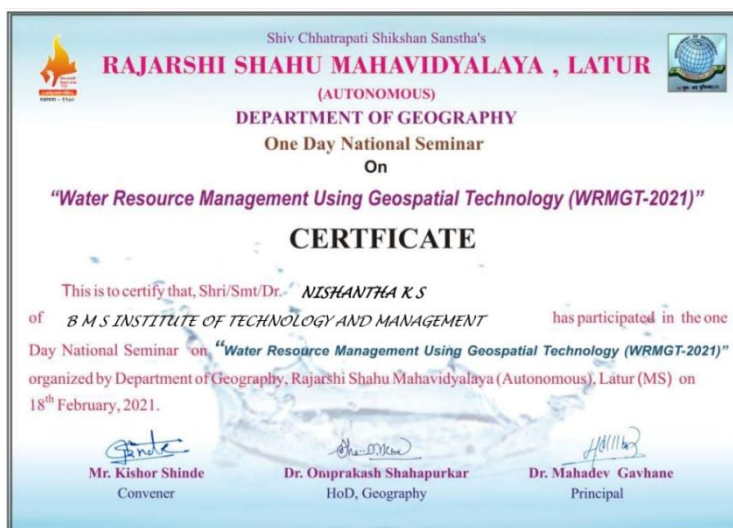 Shiv Chhatrapati Shikshan Sanstha's
RAJARSHI SHAHU MAHAVIDYALAYA , LATUR
(AUTONOMOUS)
DEPARTMENT OF GEOGRAPHY
One Day National Seminar
On
“Water Resource Management Using Geospatial Technology (WRMGT-2021)”
CERTFICATE
This is to certify that, Shri/Smt/Dr. NISHANTHA K S
of B M S INSTITUTE OF TECHNOLOGY AND MANAGEMENT has participated in the one
Day National Seminar on “Water Resource Management Using Geospatial Technology (WRMGT-2021)”
organized by Department of Geography, Rajarshi Shahu Mahavidyalaya (Autonomous), Latur (MS) on
18th February, 2021.
Mr. Kishor Shinde Dr. Omprakash Shahapurkar Dr. Mahadev Gavhane
Convener HoD, Geography Principal